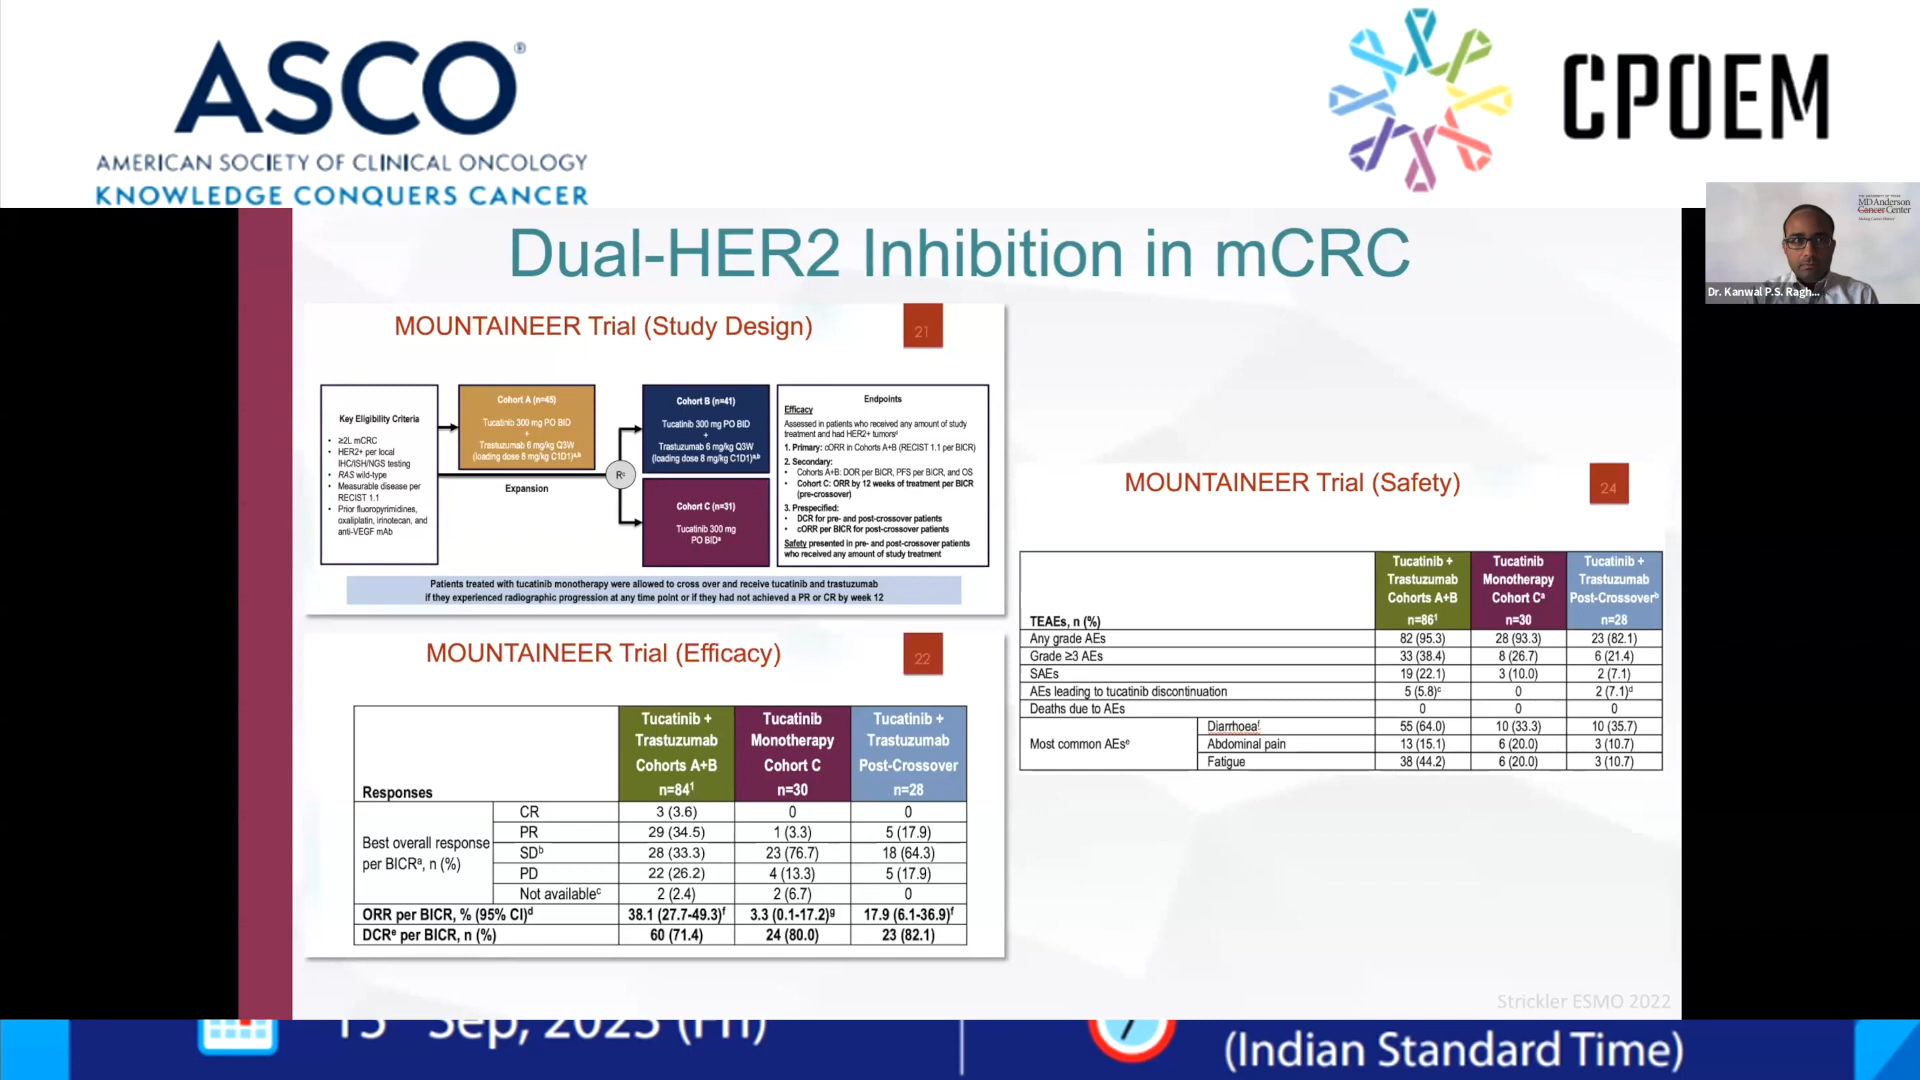 ASCO®
AMERICAN SOCIETY OF CLINICAL ONCOLOGY
KNOWLEDGE CONQUERS CANCER
CPOEM
MD Anderson
Cancer Center
Dr. Kanwal P.S. Ragh...
Dual-HER2 Inhibition in mCRC
MOUNTAINEER Trial (Study Design)
21
Key Eligibility Criteria
• ≥2L mCRC
• HER2+ per local
IHC/ISH/NGS testing
• RAS wild-type
• Measurable disease per
RECIST 1.1
• Prior fluoropyrimidines,
oxaliplatin, irinotecan, and
anti-VEGF mAb
Cohort A (n=45)
Tucatinib 300 mg PO BID
+
Trastuzumab 6 mg/kg Q3W
(loading dose 8 mg/kg C1D1)a,b
Expansion
Rc
Cohort B (n=41)
Tucatinib 300 mg PO BID
+
Trastuzumab 6 mg/kg Q3W
(loading dose 8 mg/kg C1D1)a,b
Cohort C (n=31)
Tucatinib 300 mg
PO BIDa
Endpoints
Efficacy
Assessed in patients who received any amount of study
treatment and had HER2+ tumorsd
1. Primary: cORR in Cohorts A+B (RECIST 1.1 per BICR)
2. Secondary:
• Cohorts A+B: DOR per BICR, PFS per BICR, and OS
• Cohort C: ORR by 12 weeks of treatment per BICR
(pre-crossover)
3. Prespecified:
• DCR for pre- and post-crossover patients
• cORR per BICR for post-crossover patients
Safety presented in pre- and post-crossover patients
who received any amount of study treatment
Patients treated with tucatinib monotherapy were allowed to cross over and receive tucatinib and trastuzumab
if they experienced radiographic progression at any time point or if they had not achieved a PR or CR by week 12
MOUNTAINEER Trial (Efficacy)
22
Responses
Tucatinib + Trastuzumab Cohorts A+B n=84¹
Tucatinib Monotherapy Cohort C n=30
Tucatinib + Trastuzumab Post-Crossover n=28
Best overall response
per BICRa, n (%)
CR 3 (3.6) 0 0
PR 29 (34.5) 1 (3.3) 5 (17.9)
SDb 28 (33.3) 23 (76.7) 18 (64.3)
PD 22 (26.2) 4 (13.3) 5 (17.9)
Not availablec 2 (2.4) 2 (6.7) 0
ORR per BICR, % (95% CI)d 38.1 (27.7-49.3)f 3.3 (0.1-17.2)g 17.9 (6.1-36.9)f
DCRe per BICR, n (%) 60 (71.4) 24 (80.0) 23 (82.1)
MOUNTAINEER Trial (Safety)
24
TEAEs, n (%)
Tucatinib + Trastuzumab Cohorts A+B n=86¹
Tucatinib Monotherapy Cohort Ca n=30
Tucatinib + Trastuzumab Post-Crossoverb n=28
Any grade AEs 82 (95.3) 28 (93.3) 23 (82.1)
Grade ≥3 AEs 33 (38.4) 8 (26.7) 6 (21.4)
SAEs 19 (22.1) 3 (10.0) 2 (7.1)
AEs leading to tucatinib discontinuation 5 (5.8)c 0 2 (7.1)d
Deaths due to AEs 0 0 0
Most common AEse
Diarrhoeaf 55 (64.0) 10 (33.3) 10 (35.7)
Abdominal pain 13 (15.1) 6 (20.0) 3 (10.7)
Fatigue 38 (44.2) 6 (20.0) 3 (10.7)
Strickler ESMO 2022
Sep, 2023 (Fri)
(Indian Standard Time)